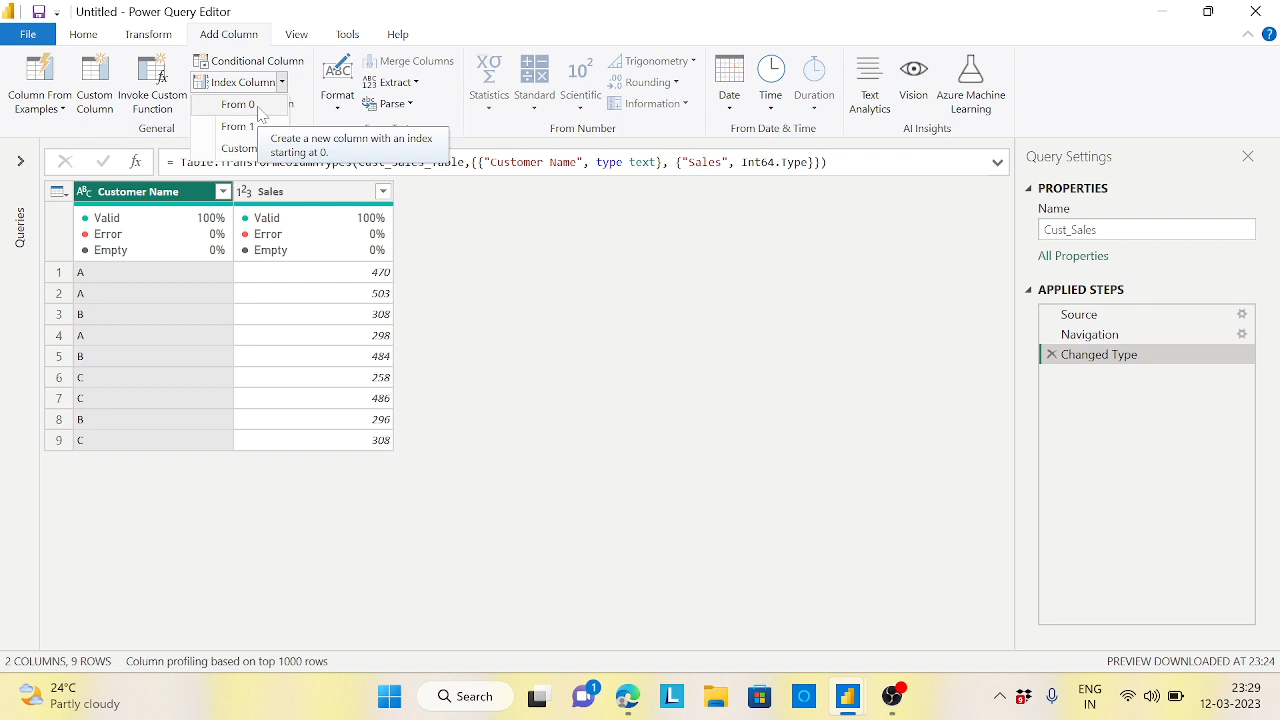 Untitled - Power Query Editor
File Home Transform Add Column View Tools Help
Column From Examples
Custom Column
Invoke Custom Function
Conditional Column
Index Column
From 0
From 1
General
Format
Merge Columns
Extract
Parse
Statistics
Standard
Scientific
Trigonometry
Rounding
Information
From Number
Date
Time
Duration
From Date & Time
Text Analytics
Vision
Azure Machine Learning
AI Insights
Create a new column with an index
starting at 0.
{{"Customer Name", type text}, {"Sales", Int64.Type}})
Queries
Customer Name Sales
Valid 100% Valid 100%
Error 0% Error 0%
Empty 0% Empty 0%
1 A 470
2 A 503
3 B 308
4 A 298
5 B 484
6 C 258
7 C 486
8 B 296
9 C 308
Query Settings
PROPERTIES
Name
Cust_Sales
All Properties
APPLIED STEPS
Source
Navigation
Changed Type
2 COLUMNS, 9 ROWS Column profiling based on top 1000 rows PREVIEW DOWNLOADED AT 23:24
24°C
Partly cloudy
Search
1
ENG
IN
23:29
12-03-2023